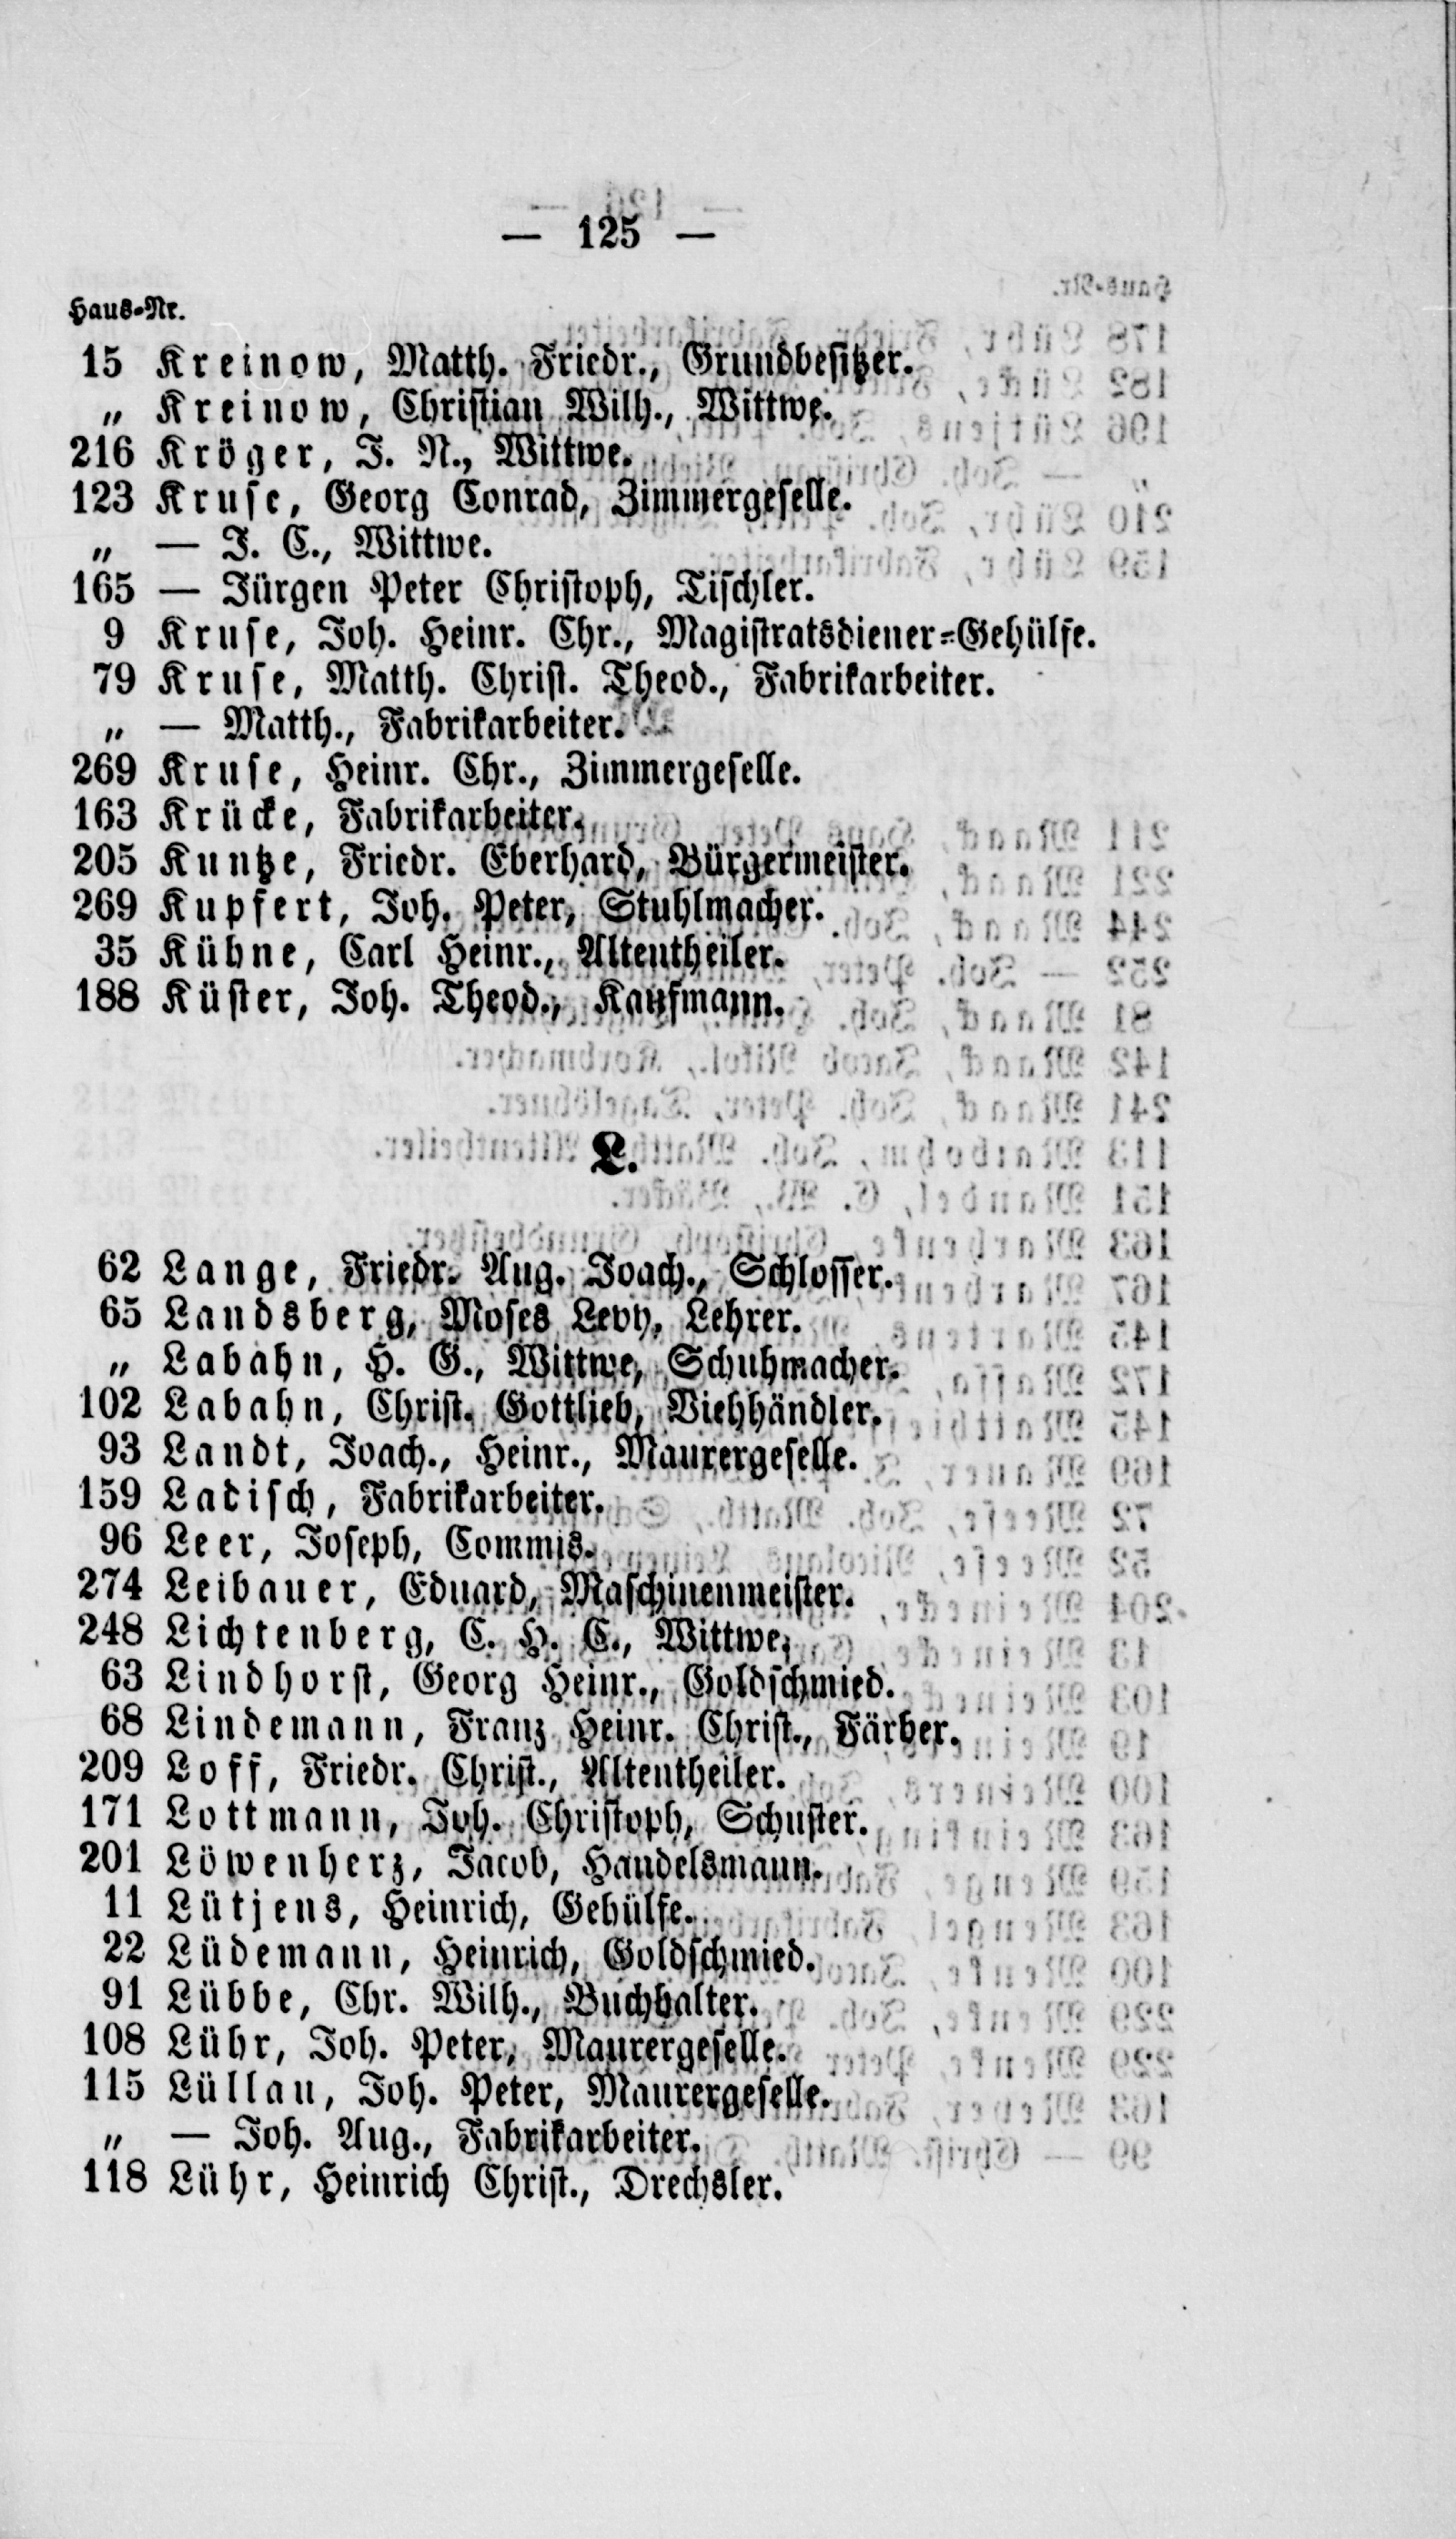 — 125 —
Haus-Nr.
15 Kreinow, Matth. Friedr., Grundbesitzer.
„ Kreinow, Christian Wilh., Wittwe.
216 Kröger, J. N., Wittwe.
123 Kruse, Georg Conrad, Zimmergeselle.
„ — J. C., Wittwe.
165 — Jürgen Peter Christoph, Tischler.
9 Kruse, Joh. Heinr. Chr., Magistratsdiener-Gehülfe.
79 Kruse, Matth. Christ. Theod., Fabrikarbeiter.
„ — Matth., Fabrikarbeiter.
269 Kruse, Heinr. Chr., Zimmergeselle.
163 Krücke, Fabrikarbeiter.
205 Kuntze, Friedr. Eberhard, Bürgermeister.
269 Kupfert, Joh. Peter, Stuhlmacher.
35 Kühne, Carl Heinr., Altentheiler.
188 Küster, Joh. Theod., Kaufmann.
L.
62 Lange, Friedr. Aug. Joach., Schlosser.
65 Landsberg, Moses Levy, Lehrer.
„ Labahn, H. G., Wittwe, Schuhmacher.
102 Labahn, Christ. Gottlieb, Viehhändler.
93 Landt, Joach., Heinr., Maurergeselle.
159 Ladisch, Fabrikarbeiter.
96 Leer, Joseph, Commis.
274 Leibauer, Eduard, Maschinenmeister.
248 Lichtenberg, C. H. C., Wittwe.
63 Lindhorst, Georg Heinr., Goldschmied.
68 Lindemann, Franz Heinr. Christ., Färber.
209 Loff, Friedr. Christ., Altentheiler.
171 Lottmann, Joh. Christoph, Schuster.
201 Löwenherz, Jacob, Handelsmann.
11 Lütjens, Heinrich, Gehülfe.
22 Lüdemann, Heinrich, Goldschmied.
91 Lübbe, Chr. Wilh., Buchhalter.
108 Lühr, Joh. Peter, Maurergeselle.
115 Lüllau, Joh. Peter, Maurergeselle.
„ — Joh. Aug., Fabrikarbeiter.
118 Lühr, Heinrich Christ., Drechsler.